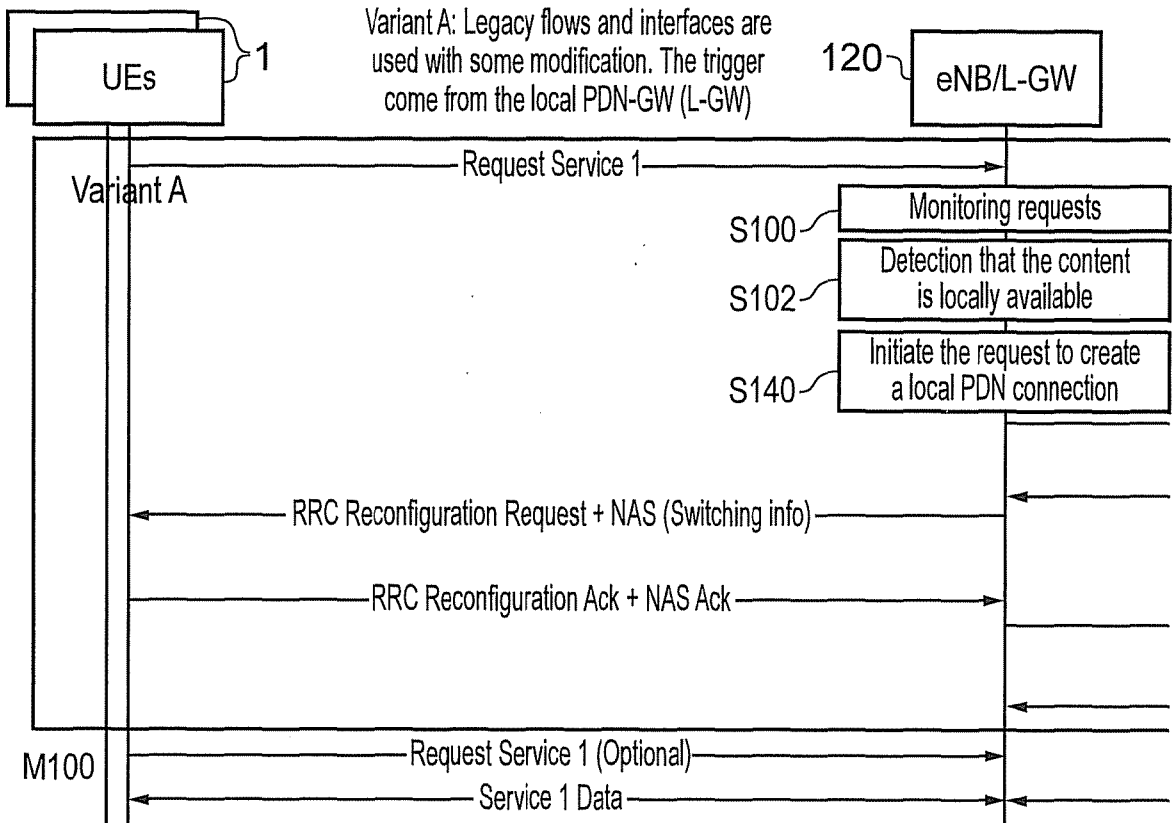 Variant A: Legacy flows and interfaces are
used with some modification. The trigger
come from the local PDN-GW (L-GW)
UEs
1
120
eNB/L-GW
Request Service 1
Variant A
S100
Monitoring requests
S102
Detection that the content
is locally available
S140
Initiate the request to create
a local PDN connection
RRC Reconfiguration Request + NAS (Switching info)
RRC Reconfiguration Ack + NAS Ack
M100
Request Service 1 (Optional)
Service 1 Data